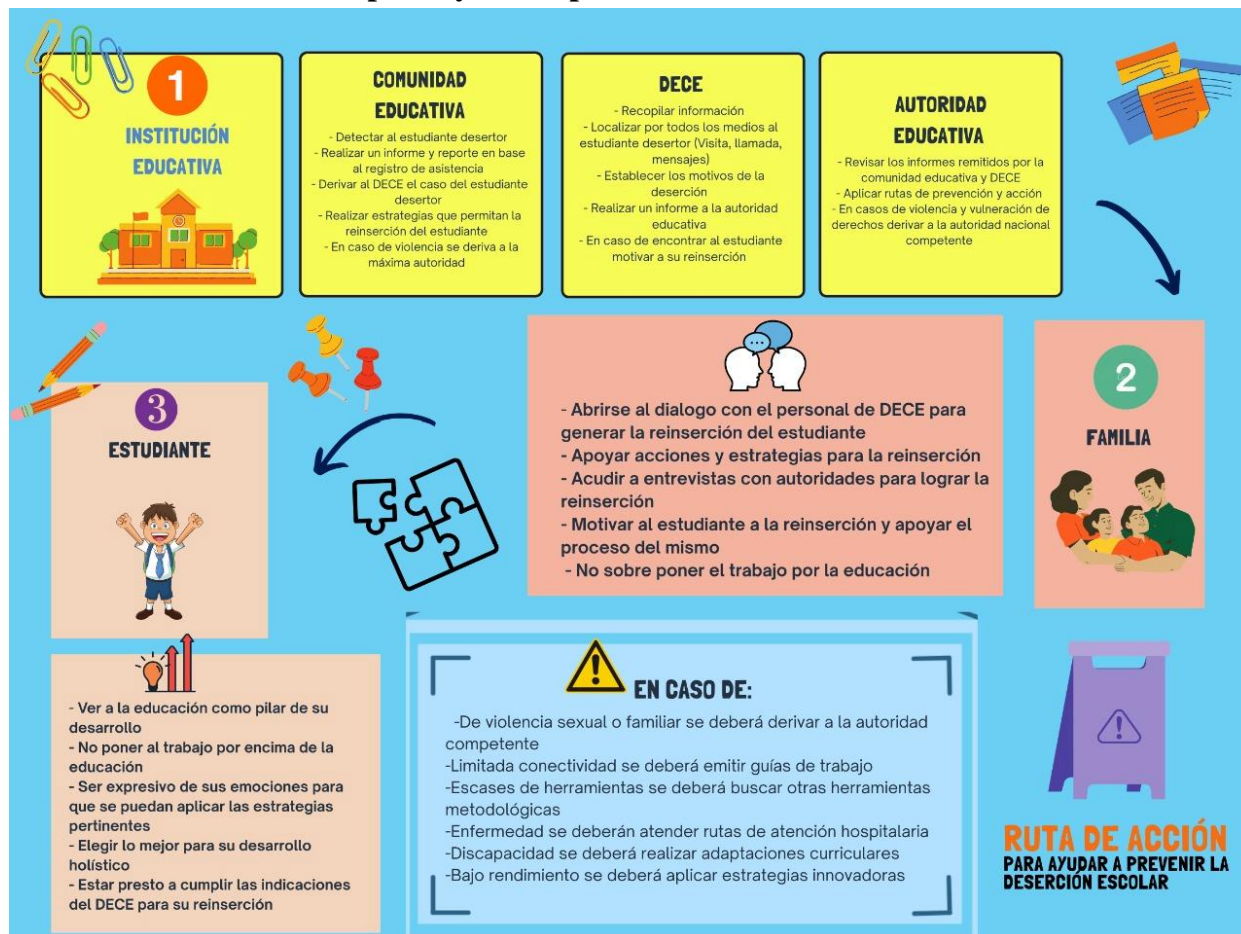 1
INSTITUCIÓN
EDUCATIVA
COMUNIDAD
EDUCATIVA
- Detectar al estudiante desertor
- Realizar un informe y reporte en base
al registro de asistencia
- Derivar al DECE el caso del estudiante
desertor
- Realizar estrategias que permitan la
reinserción del estudiante
- En caso de violencia se deriva a la
máxima autoridad
DECE
- Recopilar información
- Localizar por todos los medios al
estudiante desertor (Visita, llamada,
mensajes)
- Establecer los motivos de la
deserción
- Realizar un informe a la autoridad
educativa
- En caso de encontrar al estudiante
motivar a su reinserción
AUTORIDAD
EDUCATIVA
- Revisar los informes remitidos por la
comunidad educativa y DECE
- Aplicar rutas de prevención y acción
- En casos de violencia y vulneración de
derechos derivar a la autoridad nacional
competente
2
FAMILIA
- Abrirse al dialogo con el personal de DECE para
generar la reinserción del estudiante
- Apoyar acciones y estrategias para la reinserción
- Acudir a entrevistas con autoridades para lograr la
reinserción
- Motivar al estudiante a la reinserción y apoyar el
proceso del mismo
- No sobre poner el trabajo por la educación
3
ESTUDIANTE
- Ver a la educación como pilar de su
desarrollo
- No poner al trabajo por encima de la
educación
- Ser expresivo de sus emociones para
que se puedan aplicar las estrategias
pertinentes
- Elegir lo mejor para su desarrollo
holístico
- Estar presto a cumplir las indicaciones
del DECE para su reinserción
EN CASO DE:
-De violencia sexual o familiar se deberá derivar a la autoridad
competente
-Limitada conectividad se deberá emitir guías de trabajo
-Escases de herramientas se deberá buscar otras herramientas
metodológicas
-Enfermedad se deberán atender rutas de atención hospitalaria
-Discapacidad se deberá realizar adaptaciones curriculares
-Bajo rendimiento se deberá aplicar estrategias innovadoras
RUTA DE ACCIÓN
PARA AYUDAR A PREVENIR LA
DESERCIÓN ESCOLAR